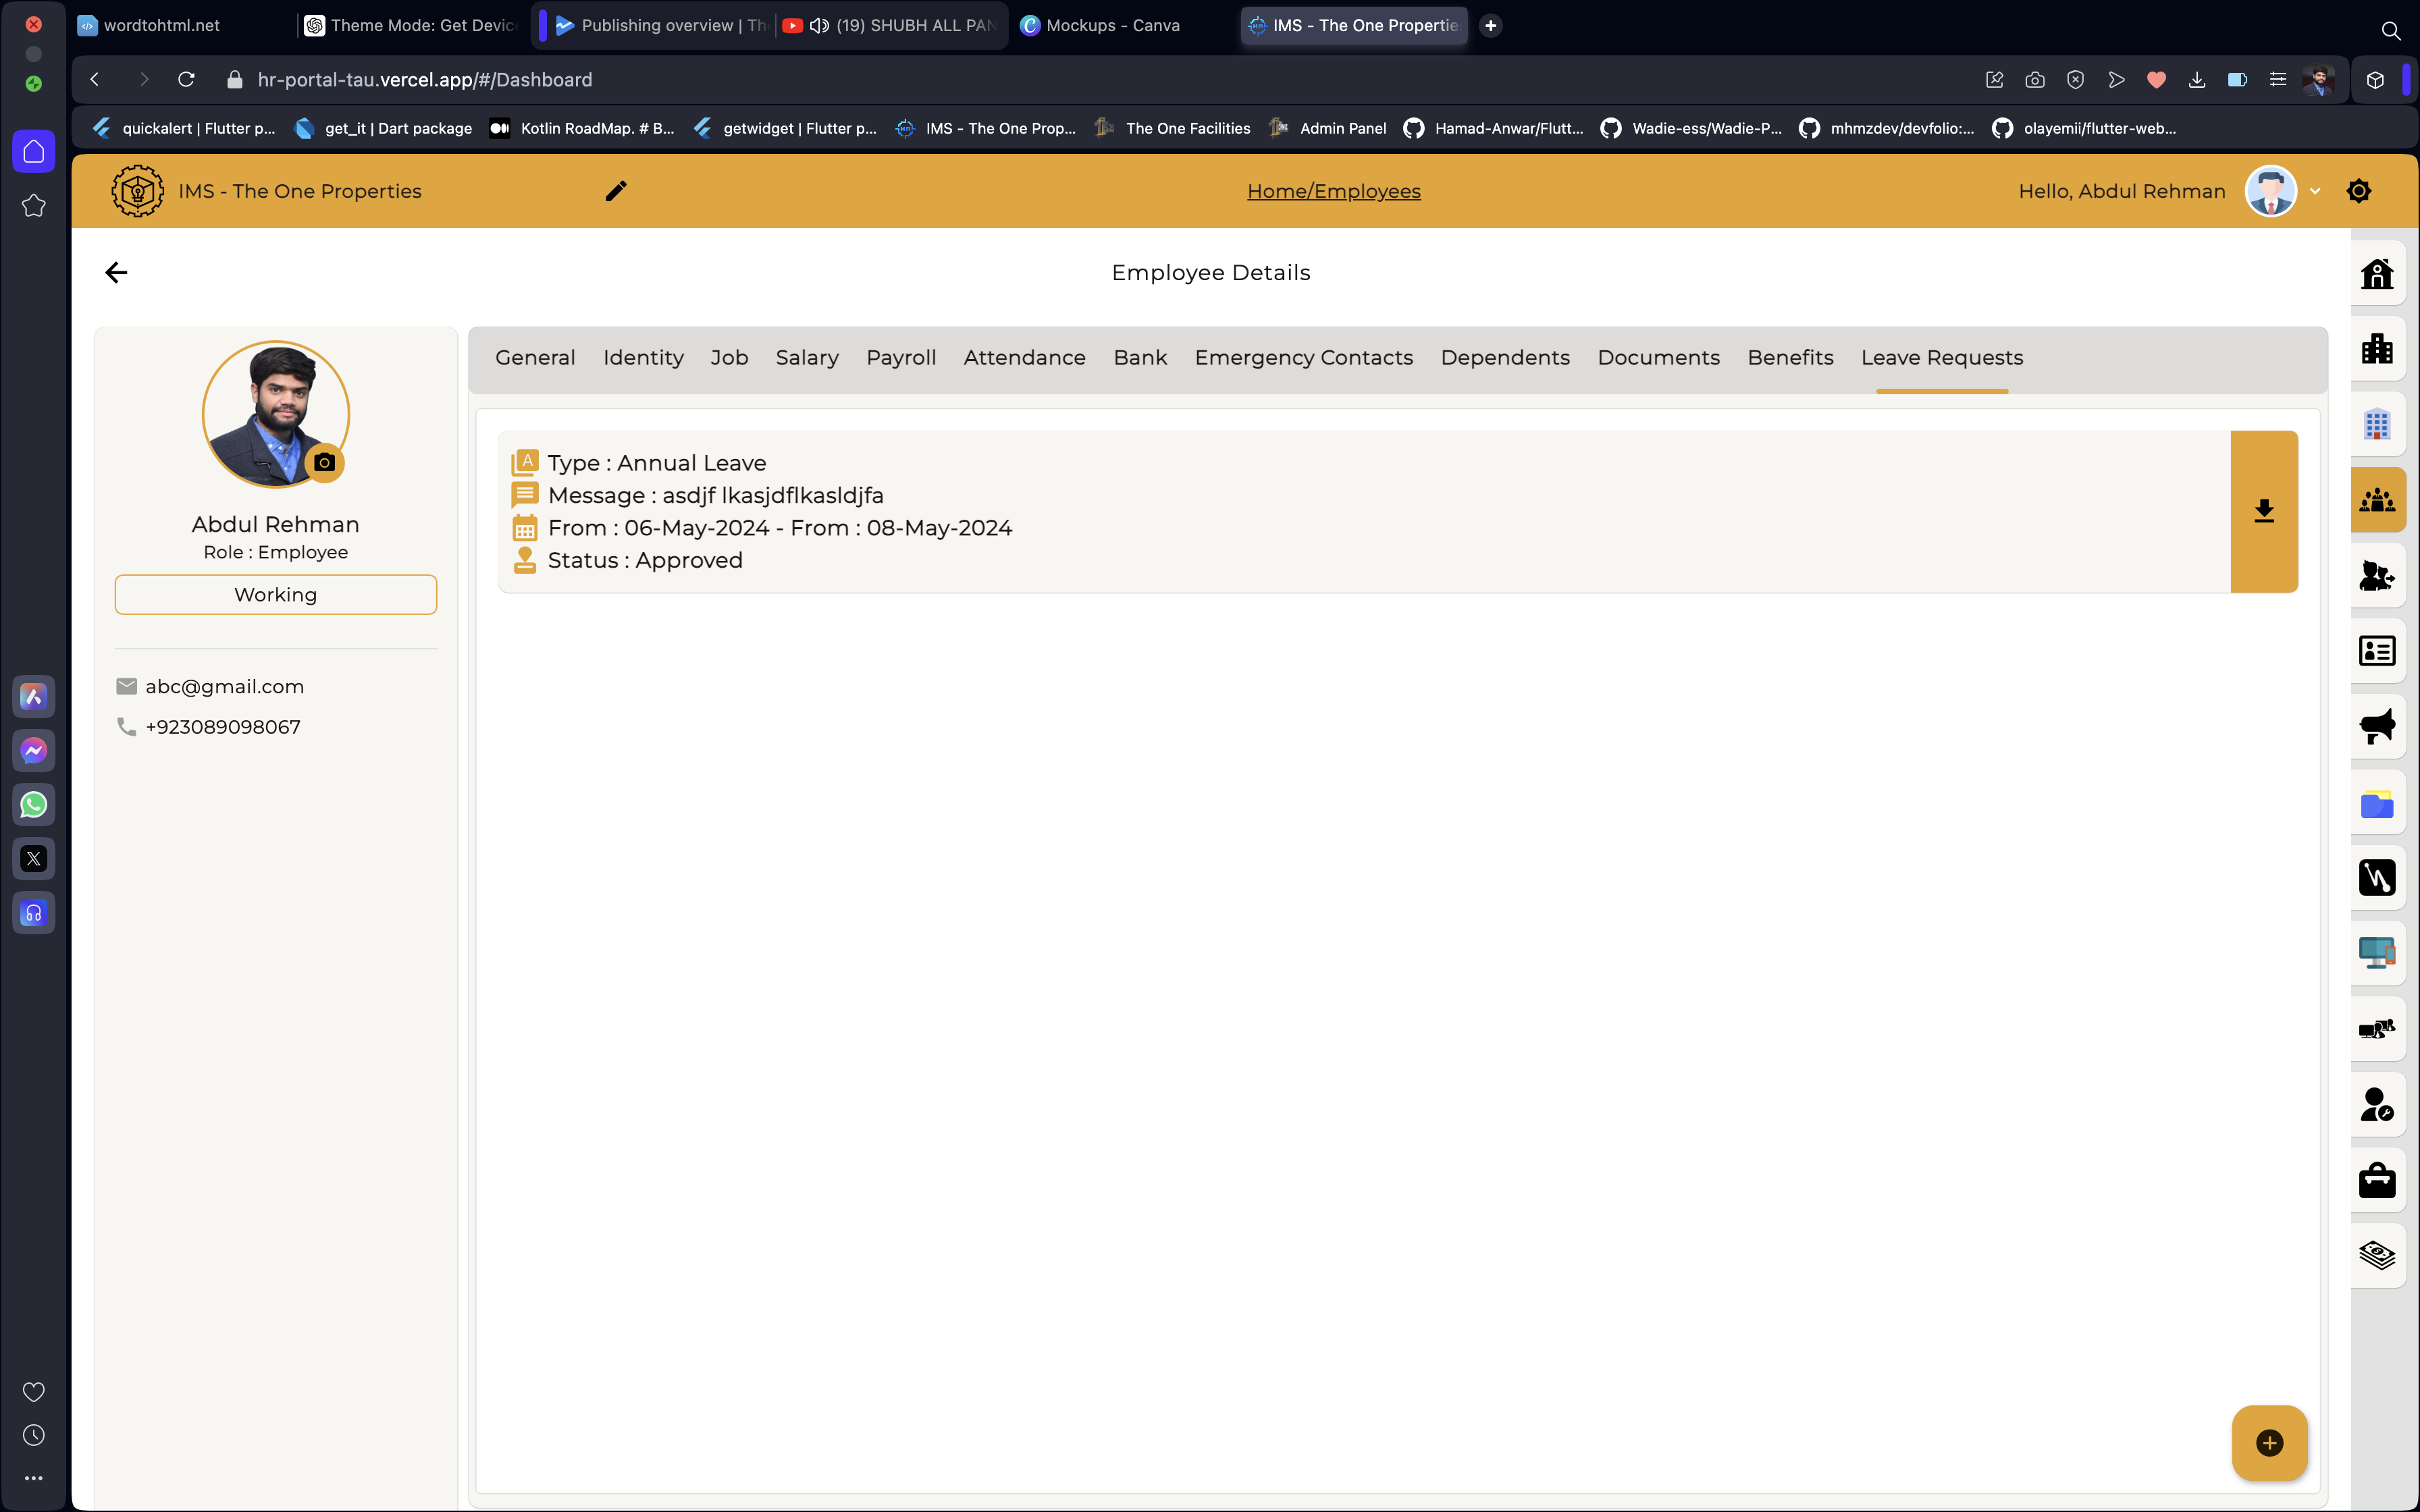 wordtohtml.net
Theme Mode: Get Device
Publishing overview | Th
(19) SHUBH ALL PAN
Mockups - Canva
IMS - The One Propertie
hr-portal-tau.vercel.app/#/Dashboard
quickalert | Flutter p...
get_it | Dart package
Kotlin RoadMap. # B...
getwidget | Flutter p...
IMS - The One Prop...
The One Facilities
Admin Panel
Hamad-Anwar/Flutt...
Wadie-ess/Wadie-P...
mhmzdev/devfolio:...
olayemii/flutter-web...
IMS - The One Properties
Home/Employees
Hello, Abdul Rehman
Employee Details
Abdul Rehman
Role : Employee
Working
abc@gmail.com
+923089098067
General
Identity
Job
Salary
Payroll
Attendance
Bank
Emergency Contacts
Dependents
Documents
Benefits
Leave Requests
Type : Annual Leave
Message : asdjf lkasjdflkasldjfa
From : 06-May-2024 - From : 08-May-2024
Status : Approved